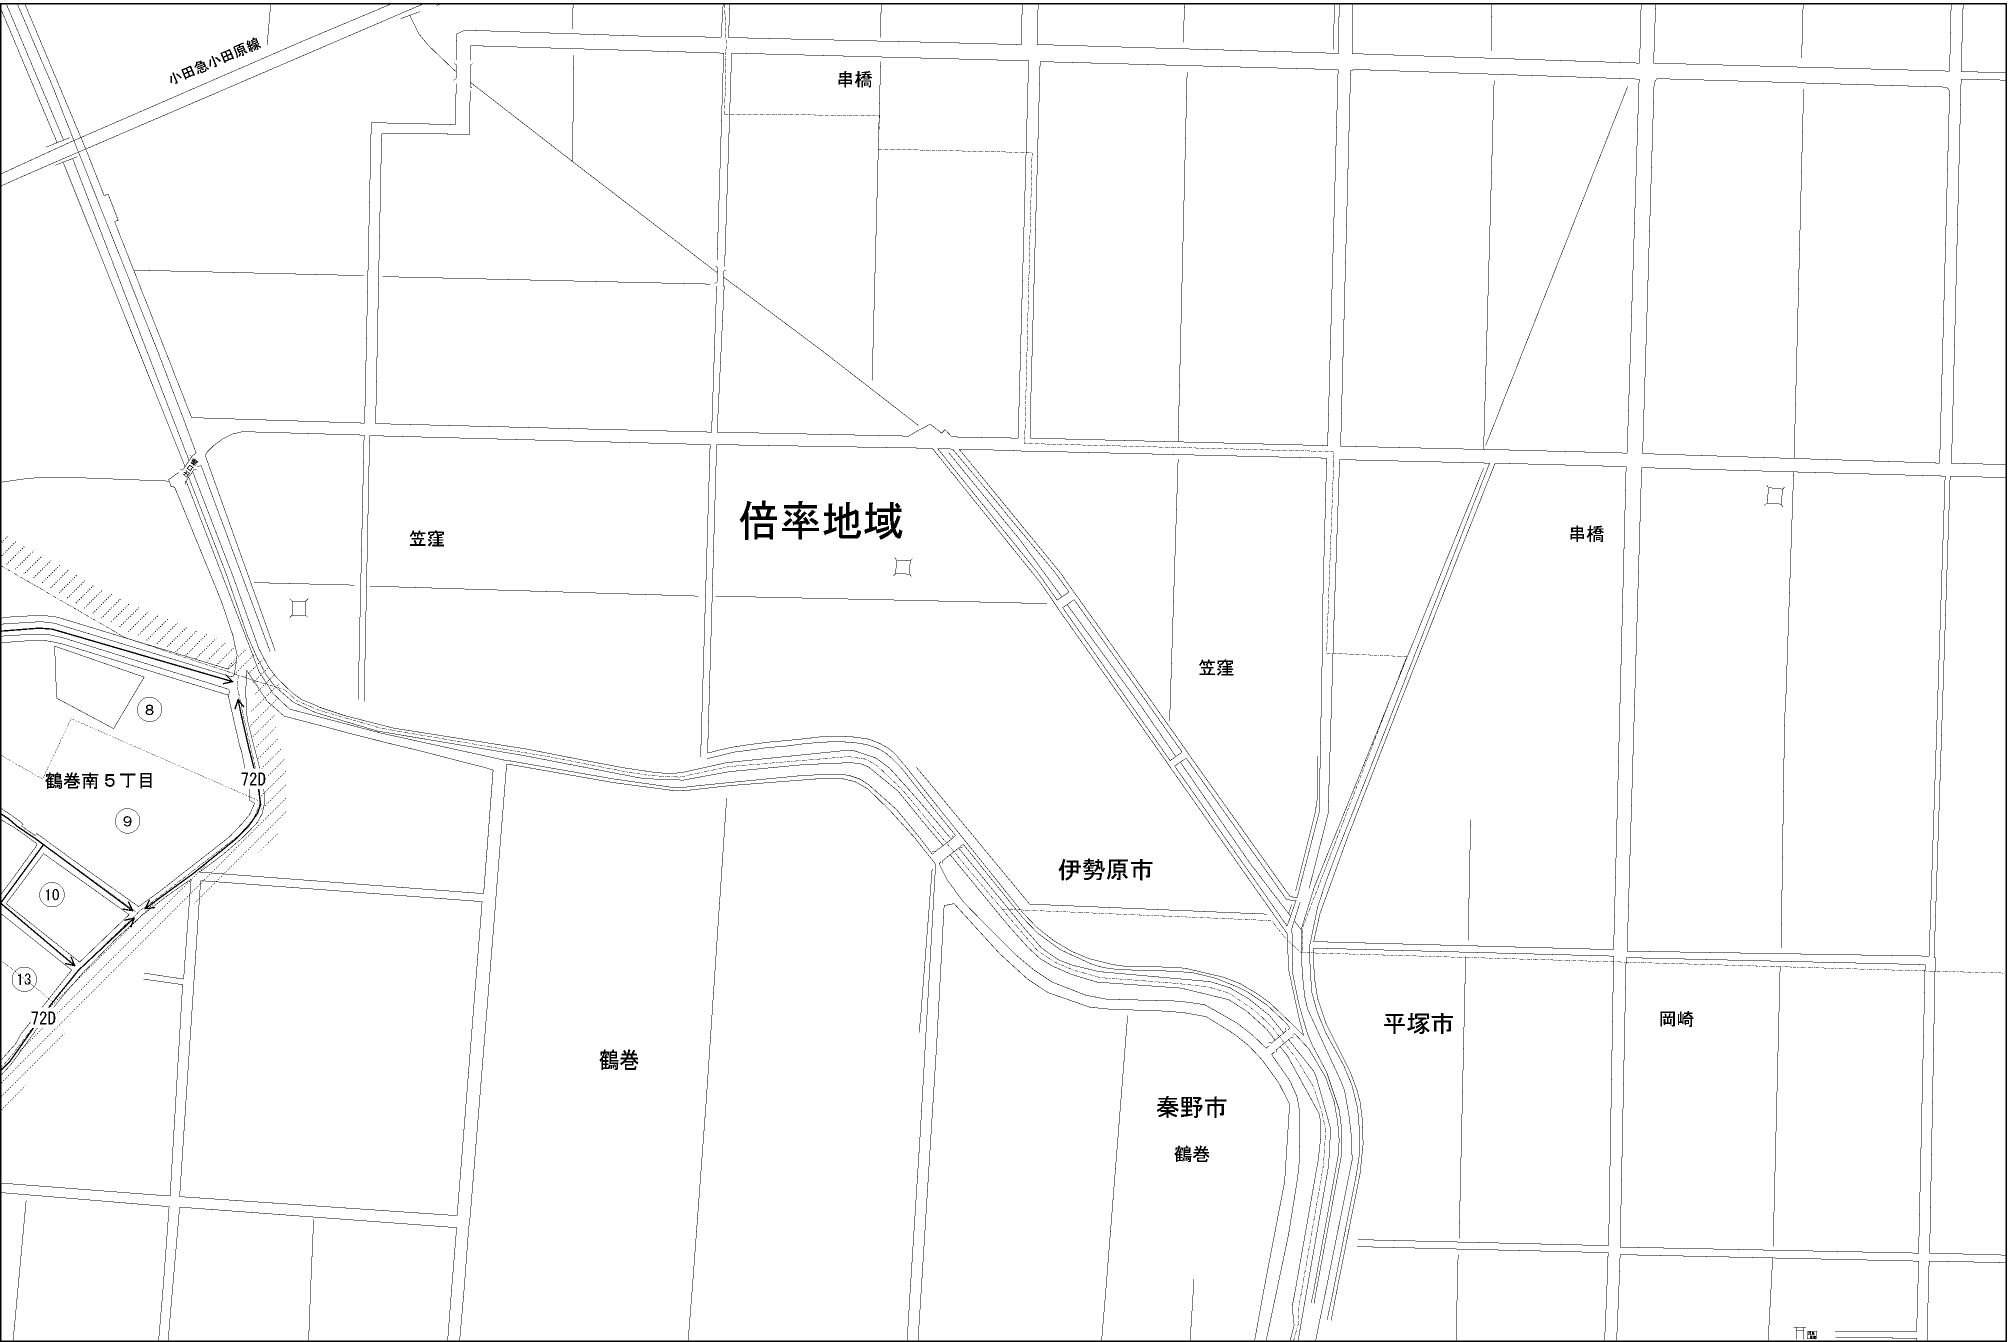 小田急小田原線
串橋
倍率地域
笠窪
串橋
笠窪
8
鶴巻南５丁目
72D
9
伊勢原市
10
13
72D
平塚市
岡崎
鶴巻
秦野市
鶴巻